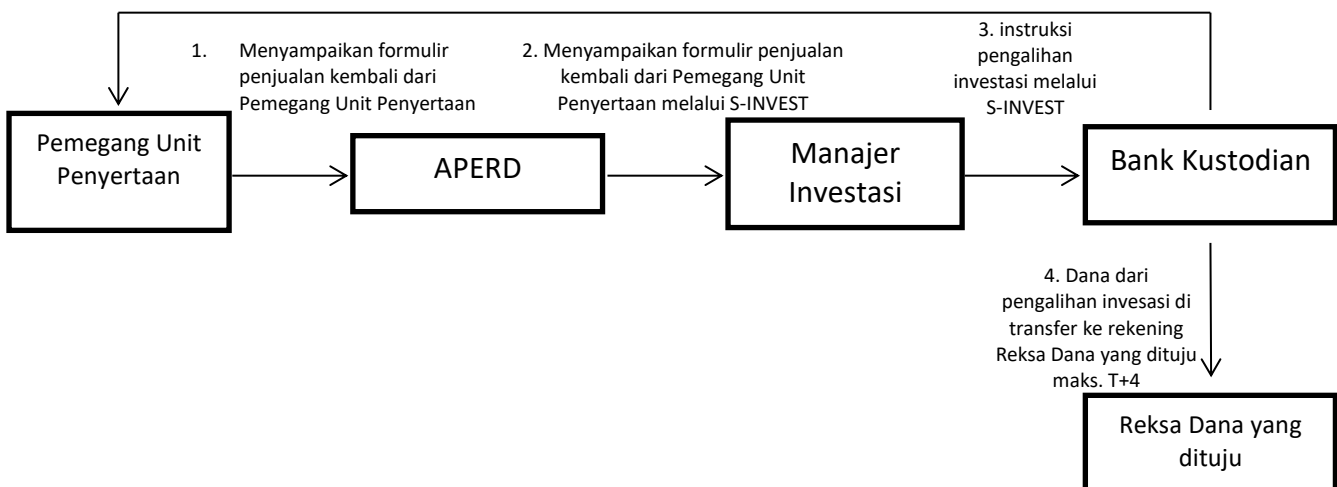 1. Menyampaikan formulir
penjualan kembali dari
Pemegang Unit Penyertaan
2. Menyampaikan formulir penjualan
kembali dari Pemegang Unit
Penyertaan melalui S-INVEST
3. instruksi
pengalihan
investasi melalui
S-INVEST
Pemegang Unit
Penyertaan
APERD
Manajer
Investasi
Bank Kustodian
4. Dana dari
pengalihan invesasi di
transfer ke rekening
Reksa Dana yang dituju
maks. T+4
Reksa Dana yang
dituju